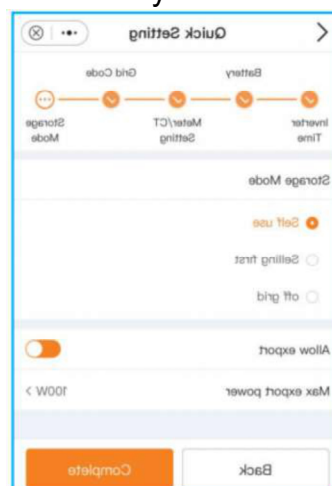 Quick Setting
Battery
Grid Code
Inverter Time
Meter/CT Setting
Storage Mode
Storage Mode
Self use
Selling first
off grid
Allow export
Max export power
100W >
Back
Complete